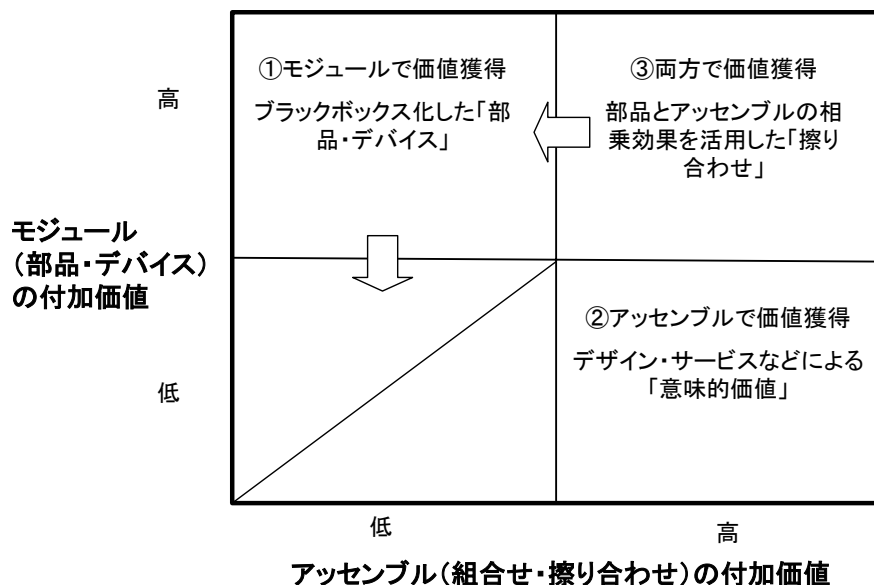 ①モジュールで価値獲得
ブラックボックス化した「部
品・デバイス」
③両方で価値獲得
部品とアッセンブルの相
乗効果を活用した「擦り
合わせ」
高
モジュール
（部品・デバイス）
の付加価値
②アッセンブルで価値獲得
デザイン・サービスなどによる
「意味的価値」
低
低
高
アッセンブル（組合せ・擦り合わせ）の付加価値